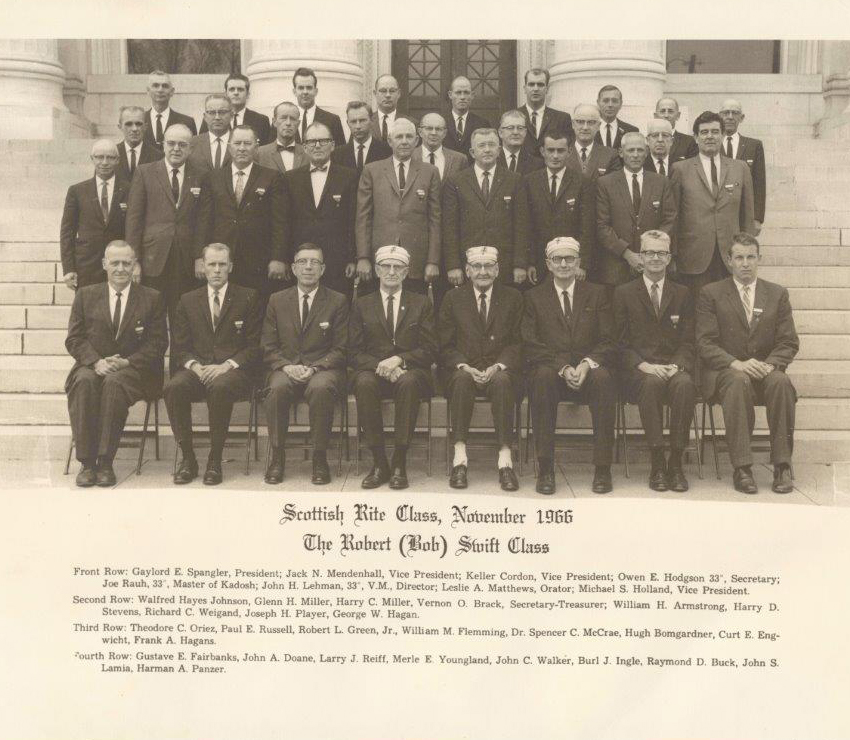 Scottish Rite Class, November 1966
The Robert (Bob) Swift Class
Front Row: Gaylord E. Spangler, President; Jack N. Mendenhall, Vice President; Keller Cordon, Vice President; Owen E. Hodgson 33°, Secretary;
Joe Rauh, 33°, Master of Kadosh; John H. Lehman, 33°, V.M., Director; Leslie A. Matthews, Orator; Michael S. Holland, Vice President.
Second Row: Walfred Hayes Johnson, Glenn H. Miller, Harry C. Miller, Vernon O. Brack, Secretary-Treasurer; William H. Armstrong, Harry D.
Stevens, Richard C. Weigand, Joseph H. Player, George W. Hagan.
Third Row: Theodore C. Oriez, Paul E. Russell, Robert L. Green, Jr., William M. Flemming, Dr. Spencer C. McCrae, Hugh Bomgardner, Curt E. Eng-
wicht, Frank A. Hagans.
Fourth Row: Gustave E. Fairbanks, John A. Doane, Larry J. Reiff, Merle E. Youngland, John C. Walker, Burl J. Ingle, Raymond D. Buck, John S.
Lamia, Harman A. Panzer.